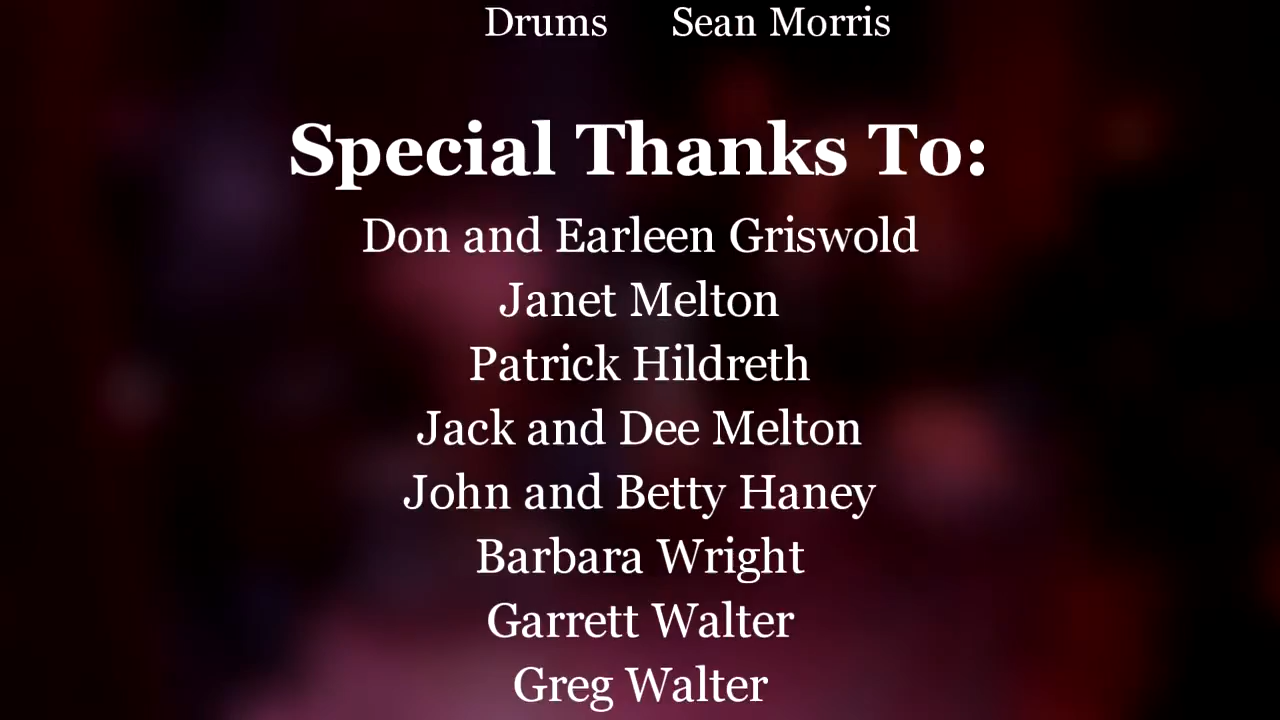 Drums Sean Morris
Special Thanks To:
Don and Earleen Griswold
Janet Melton
Patrick Hildreth
Jack and Dee Melton
John and Betty Haney
Barbara Wright
Garrett Walter
Greg Walter